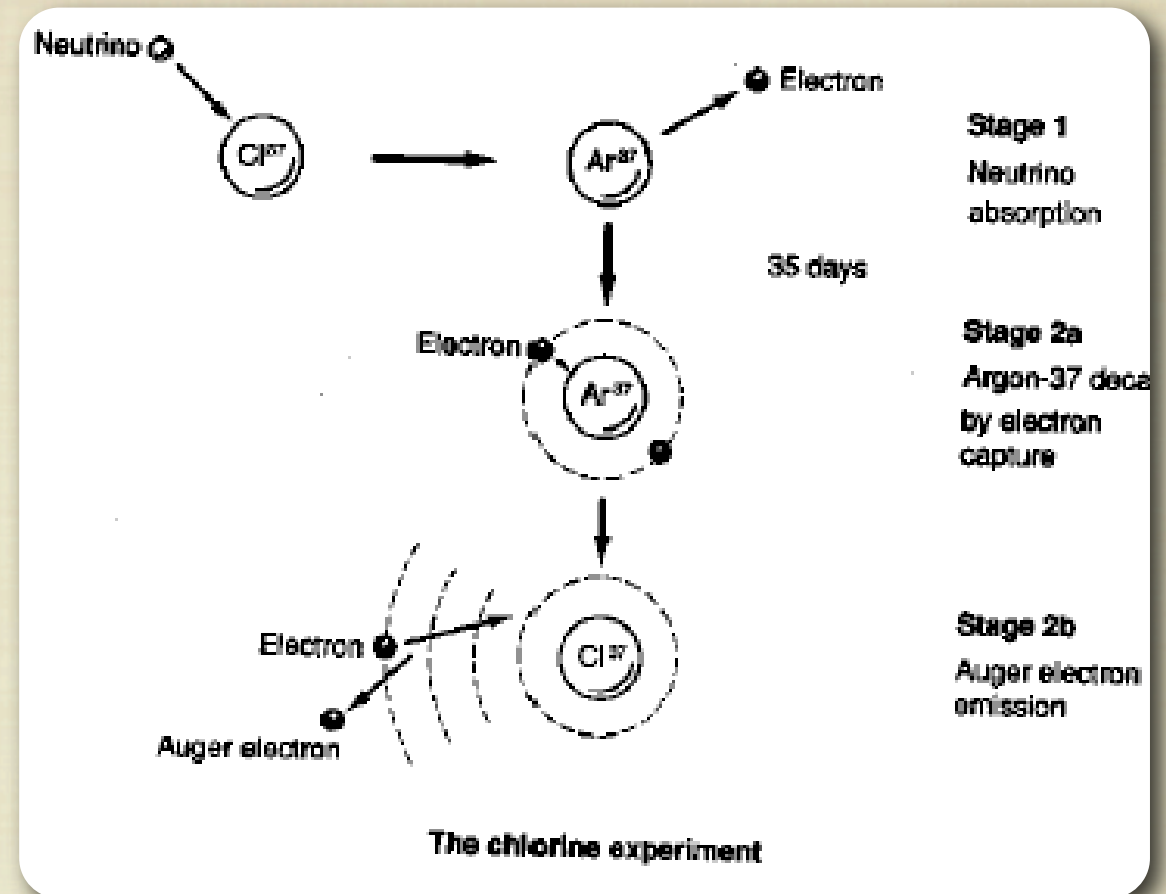 Neutrino
Electron
Cl³⁷
Ar³⁷
Stage 1
Neutrino
absorption
35 days
Electron
Ar³⁷
Stage 2a
Argon-37 deca
by electron
capture
Electron
Cl³⁷
Stage 2b
Auger electron
emission
Auger electron
The chlorine experiment